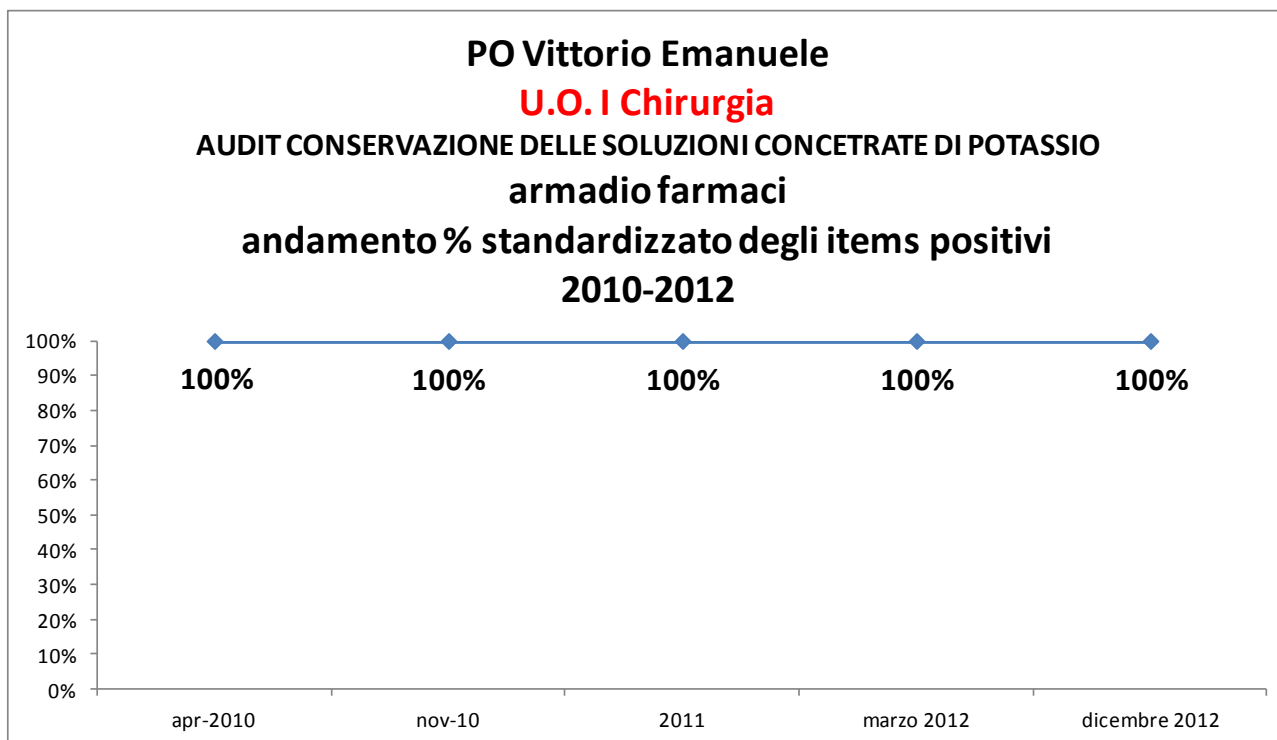 PO Vittorio Emanuele
U.O. I Chirurgia
AUDIT CONSERVAZIONE DELLE SOLUZIONI CONCETRATE DI POTASSIO
armadio farmaci
andamento % standardizzato degli items positivi
2010-2012
100%
90%
80%
70%
60%
50%
40%
30%
20%
10%
0%
100% 100% 100% 100% 100%
apr-2010 nov-10 2011 marzo 2012 dicembre 2012